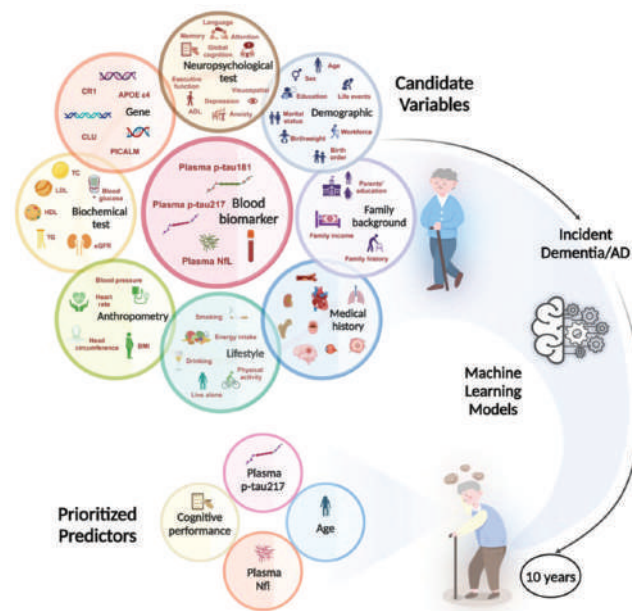 Language
Memory
Attention
Global
cognition
Neuropsychological
test
Executive
function
Visuospatial
Depression
ADL
Anxiety
CR1
APOE ε4
Gene
CLU
PICALM
Age
Sex
Education
Life events
Demographic
Marital
status
Birthweight
Workforce
Birth
order
Candidate
Variables
TC
LDL
Blood
glucose
Biochemical
test
HDL
TG
eGFR
Plasma p-tau181
Plasma p-tau217
Blood
biomarker
Plasma NfL
Parents'
education
Family
background
Family income
Family history
Incident
Dementia/AD
Blood pressure
Heart
rate
Anthropometry
Head
circumference
BMI
Smoking
Energy intake
Lifestyle
Drinking
Physical
activity
Live alone
Medical
history
Machine
Learning
Models
Prioritized
Predictors
Plasma
p-tau217
Cognitive
performance
Age
Plasma
Nfl
10 years